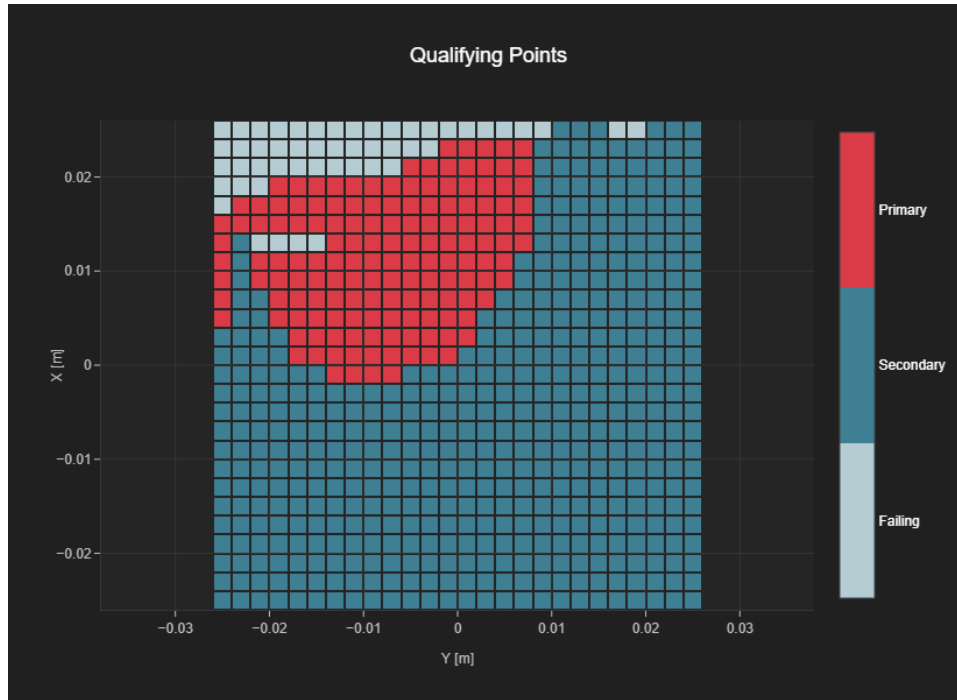 Qualifying Points
0.02
0.01
0
−0.01
−0.02
X [m]
−0.03
−0.02
−0.01
0
0.01
0.02
0.03
Y [m]
Primary
Secondary
Failing